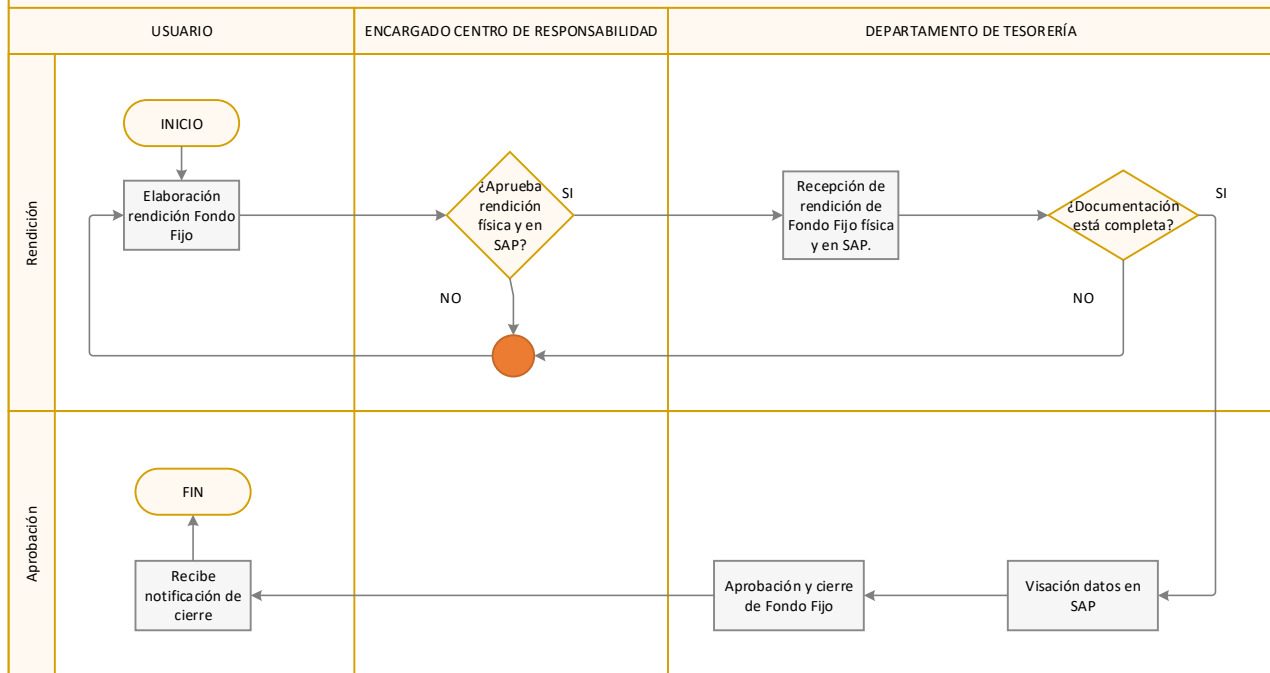 USUARIO
ENCARGADO CENTRO DE RESPONSABILIDAD
DEPARTAMENTO DE TESORERÍA
Rendición
INICIO
Elaboración
rendición Fondo
Fijo
¿Aprueba
rendición
física y en
SAP?
SI
NO
Recepción de
rendición de
Fondo Fijo física
y en SAP.
¿Documentación
está completa?
SI
NO
Aprobación
FIN
Recibe
notificación de
cierre
Aprobación y cierre
de Fondo Fijo
Visación datos en
SAP